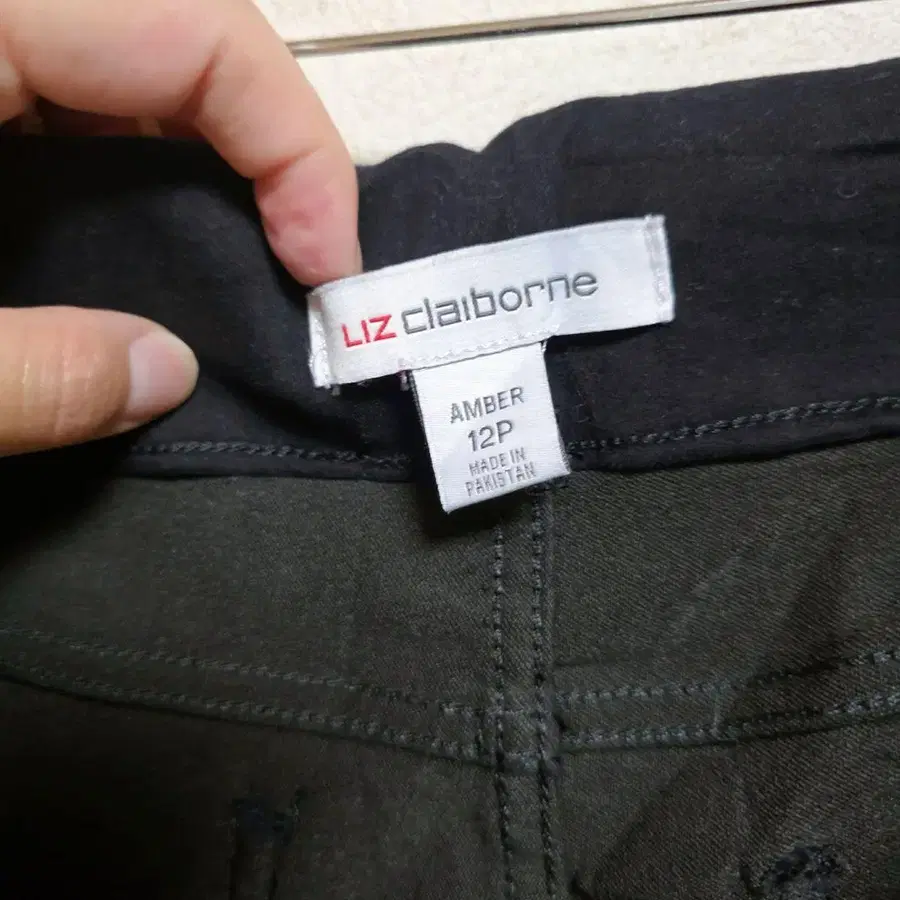 LIZ claiborne
AMBER
12P
MADE IN
PAKISTAN